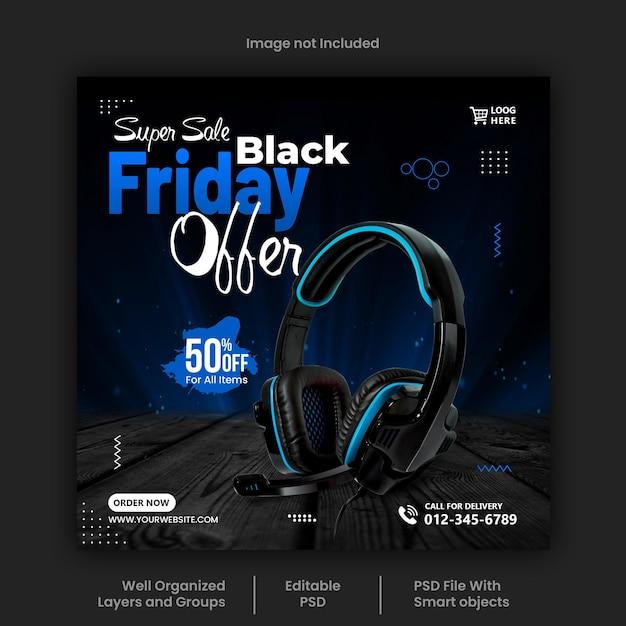 Image not Included
LOOG
HERE
Super Sale
Black
Friday
Offer
50% OFF
For All Items
ORDER NOW
WWW.YOURWEBSITE.COM
CALL FOR DELIVERY
012-345-6789
Well Organized
Layers and Groups
Editable
PSD
PSD File With
Smart objects